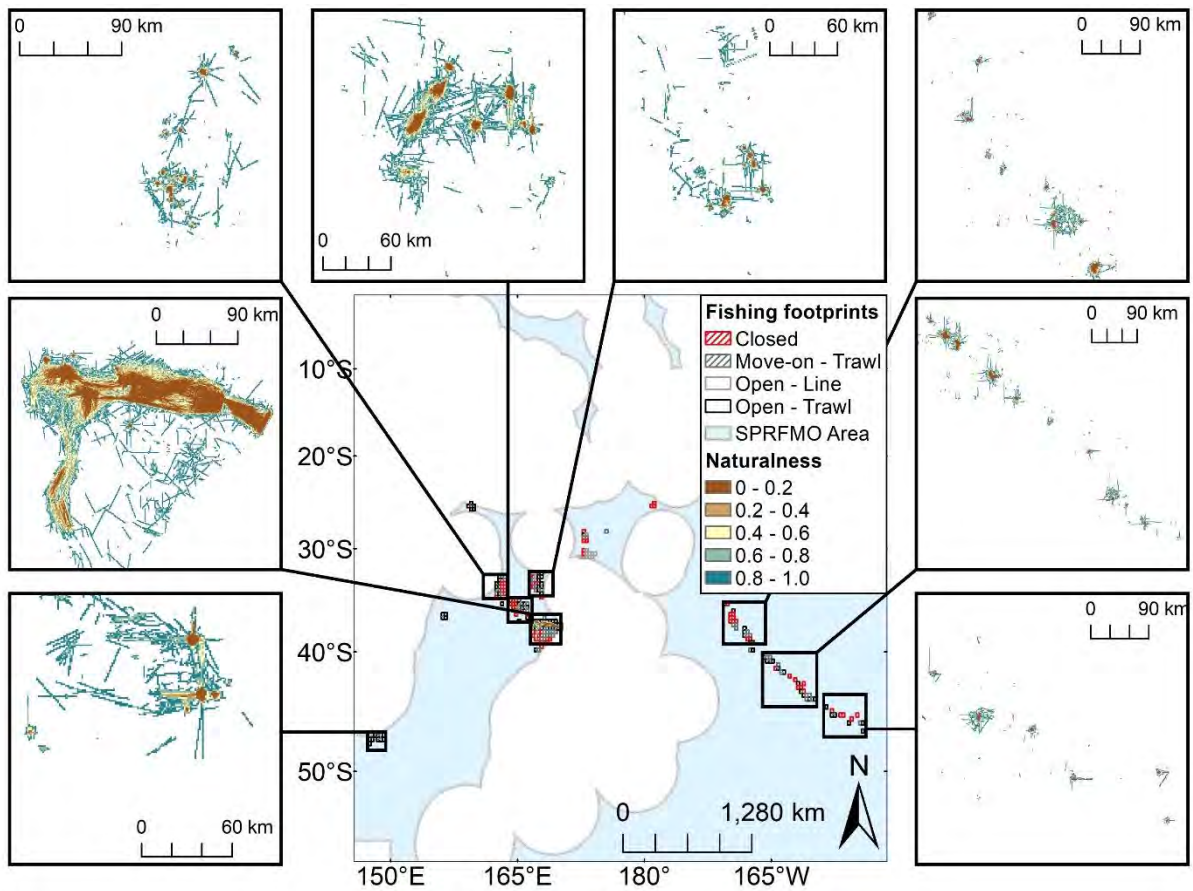 0 90 km
0 60 km
0 60 km
0 90 km
0 90 km
0 90 km
0 60 km
0 90 km
Fishing footprints
Closed
Move-on - Trawl
Open - Line
Open - Trawl
SPRFMO Area
Naturalness
0 - 0.2
0.2 - 0.4
0.4 - 0.6
0.6 - 0.8
0.8 - 1.0
10°S
20°S
30°S
40°S
50°S
N
0 1,280 km
150°E 165°E 180° 165°W